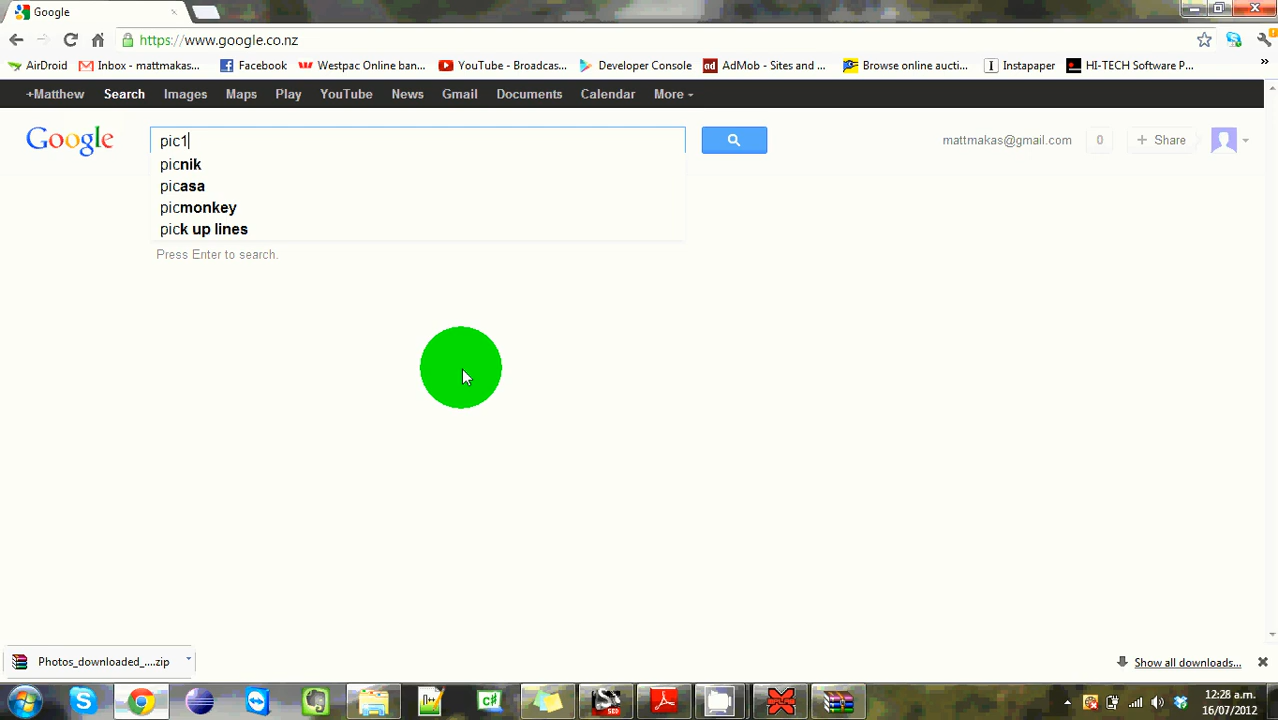 Google
https://www.google.co.nz
AirDroid Inbox - mattmakas... Facebook Westpac Online ban... YouTube - Broadcas... Developer Console AdMob - Sites and ... Browse online aucti... Instapaper HI-TECH Software P... »
+Matthew Search Images Maps Play YouTube News Gmail Documents Calendar More
Google pic1 mattmakas@gmail.com 0 + Share
picnik
picasa
picmonkey
pick up lines
Press Enter to search.
Photos_downloaded_....zip Show all downloads...
12:28 a.m.
16/07/2012